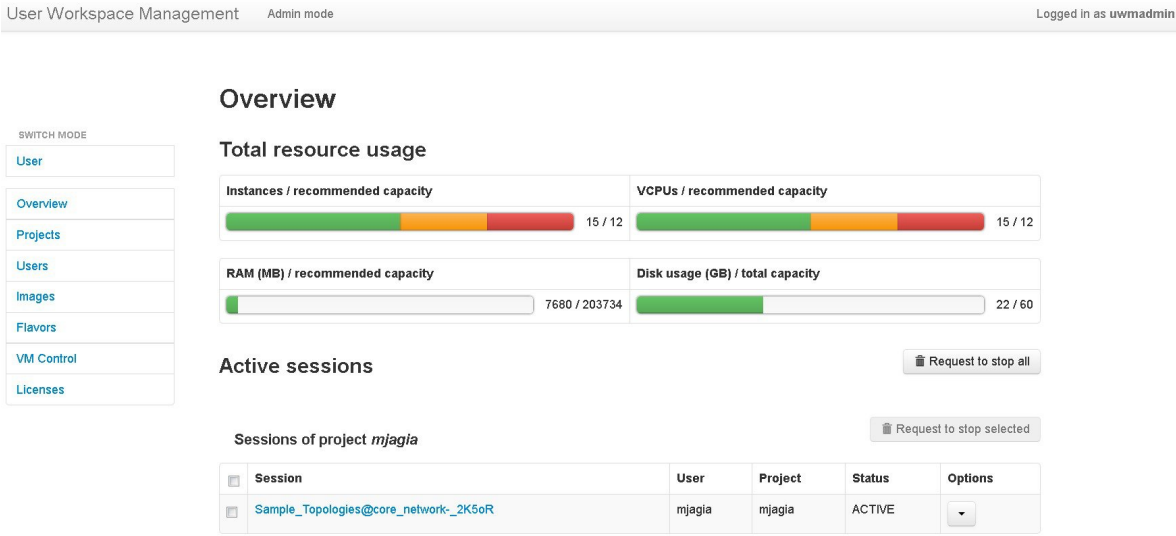 User Workspace Management Admin mode Logged in as uwmadmin
Overview
SWITCH MODE
User
Overview
Projects
Users
Images
Flavors
VM Control
Licenses
Total resource usage
Instances / recommended capacity
15 / 12
VCPUs / recommended capacity
15 / 12
RAM (MB) / recommended capacity
7680 / 203734
Disk usage (GB) / total capacity
22 / 60
Active sessions
Request to stop all
Sessions of project mjagia
Request to stop selected
Session User Project Status Options
Sample_Topologies@core_network-_2K5oR mjagia mjagia ACTIVE